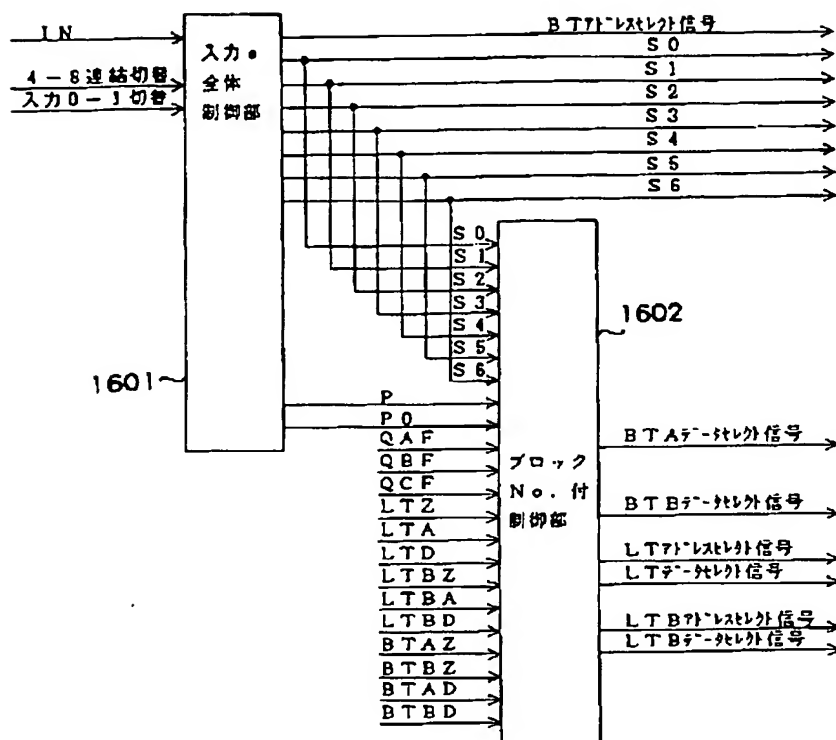 IN
4-8連結切替
入力0-1切替
入力・
全体
制御部
BTアドレスセレクト信号
S0
S1
S2
S3
S4
S5
S6
S0
S1
S2
S3
S4
S5
S6
1601
1602
P
P0
QAF
QBF
QCF
LTZ
LTA
LTD
LTBZ
LTBA
LTBD
BTAZ
BTBZ
BTAD
BTBD
ブロック
No.付
制御部
BTAデータセレクト信号
BTBデータセレクト信号
LTアドレスセレクト信号
LTデータセレクト信号
LTBアドレスセレクト信号
LTBデータセレクト信号